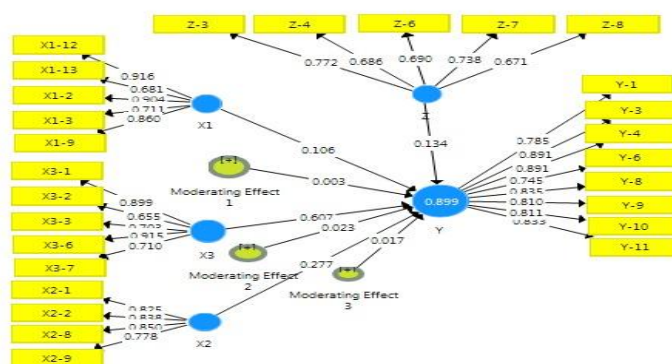 Z-3
Z-4
Z-6
Z-7
Z-8
0.772
0.686
0.690
0.738
0.671
Z
0.134
X1-12
X1-13
X1-2
X1-3
X1-9
0.916
0.681
0.904
0.711
0.860
X1
0.106
[+]
Moderating Effect
1
0.003
X3-1
X3-2
X3-3
X3-6
X3-7
0.899
0.655
0.703
0.915
0.710
X3
0.607
[+]
Moderating Effect
2
0.023
X2-1
X2-2
X2-8
X2-9
0.825
0.838
0.850
0.778
X2
0.277
[+]
Moderating Effect
3
0.017
0.899
Y
Y-1
Y-3
Y-4
Y-6
Y-8
Y-9
Y-10
Y-11
0.785
0.891
0.891
0.745
0.835
0.810
0.811
0.833